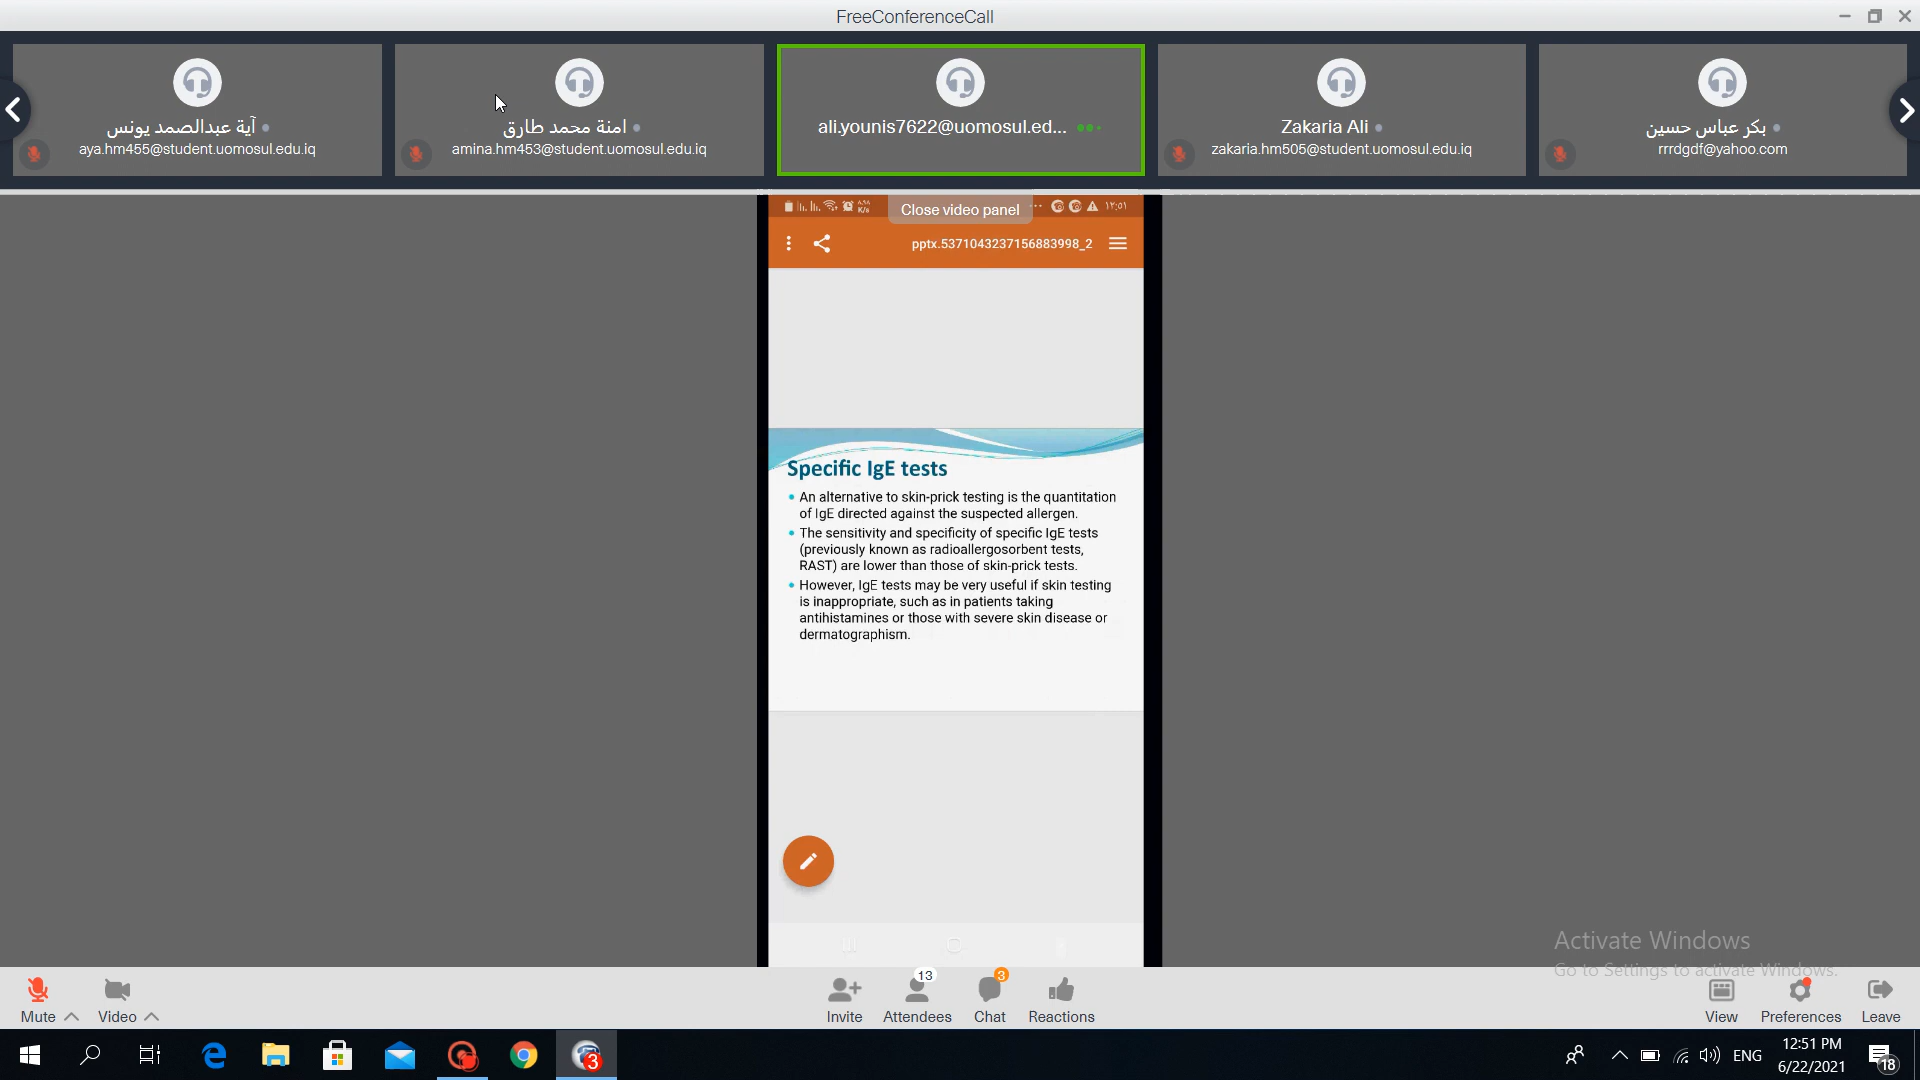 FreeConferenceCall
آية عبدالصمد يونس
aya.hm455@student.uomosul.edu.iq
امنة محمد طارق
amina.hm453@student.uomosul.edu.iq
ali.younis7622@uomosul.ed...
Zakaria Ali
zakaria.hm505@student.uomosul.edu.iq
بكر عباس حسين
rrrdgdf@yahoo.com
K/s
Close video panel
١٢:٥١
pptx.5371043237156883998_2
Specific IgE tests
An alternative to skin-prick testing is the quantitation
of IgE directed against the suspected allergen.
The sensitivity and specificity of specific IgE tests
(previously known as radioallergosorbent tests,
RAST) are lower than those of skin-prick tests.
However, IgE tests may be very useful if skin testing
is inappropriate, such as in patients taking
antihistamines or those with severe skin disease or
dermatographism.
Activate Windows
Go to Settings to activate Windows.
Mute
Video
Invite
13
Attendees
3
Chat
Reactions
View
Preferences
Leave
3
ENG
12:51 PM
6/22/2021
18